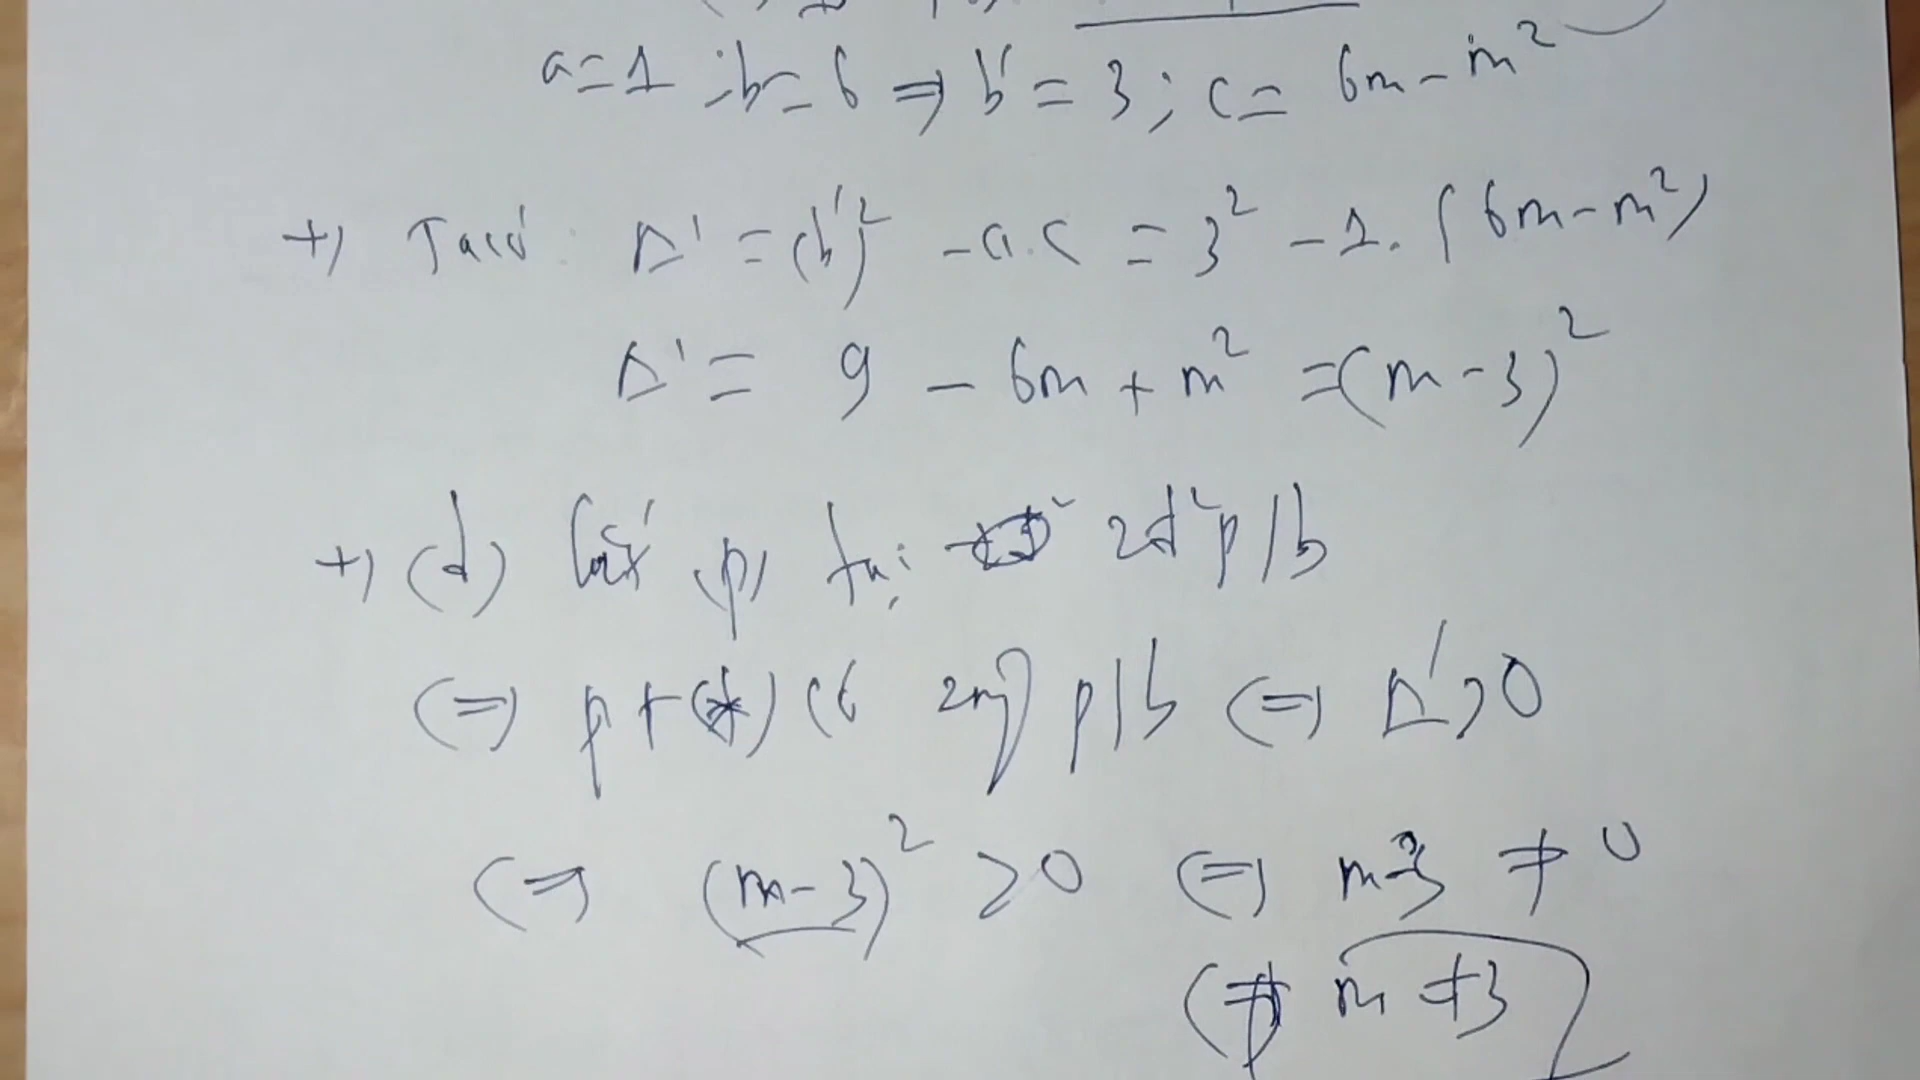 a=1 ; b=6 ⇒ b'=3 ; c= 6m-m²
+) Ta có: Δ' = (b')² - a.c = 3² - 1.(6m-m²)
Δ' = 9 - 6m + m² = (m-3)²
+) (d) cắt (p) tại 2 đ' p/b
(=) pt (*) có 2 ng) p/b (=) Δ'>0
(=) (m-3)² >0 (=) m-3 ≠ 0
(=) m ≠ 3